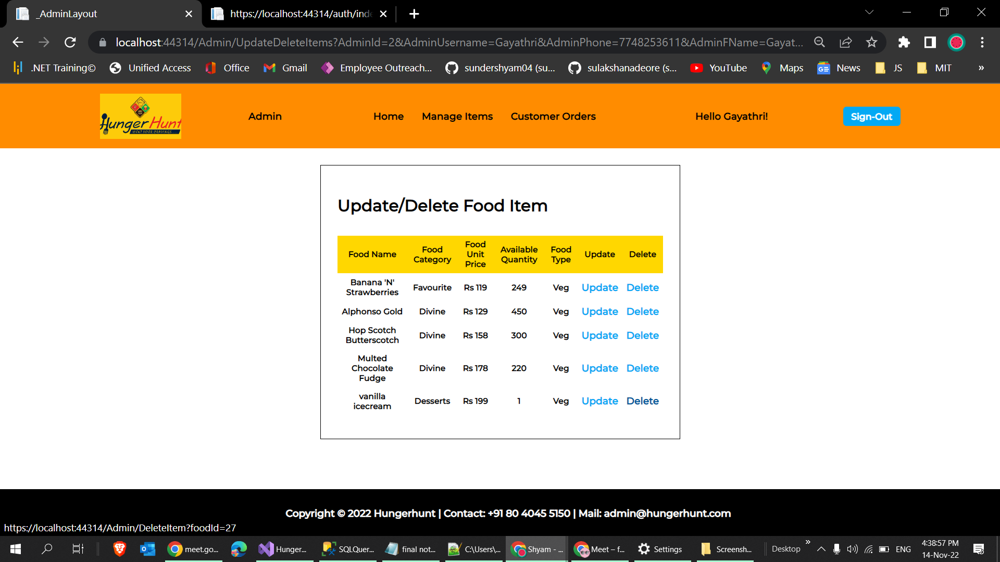 _AdminLayout
https://localhost:44314/auth/inde
localhost:44314/Admin/UpdateDeleteItems?AdminId=2&AdminUsername=Gayathri&AdminPhone=7748253611&AdminFName=Gayat...
.NET Training©
Unified Access
Office
Gmail
Employee Outreach...
sundershyam04 (su...
sulakshanadeore (s...
YouTube
Maps
News
JS
MIT
»
Hunger Hunt
HUNT YOUR CRAVINGS....
Admin
Home
Manage Items
Customer Orders
Hello Gayathri!
Sign-Out
Update/Delete Food Item
Food Name
Food
Category
Food
Unit
Price
Available
Quantity
Food
Type
Update
Delete
Banana 'N'
Strawberries
Favourite
Rs 119
249
Veg
Update
Delete
Alphonso Gold
Divine
Rs 129
450
Veg
Update
Delete
Hop Scotch
Butterscotch
Divine
Rs 158
300
Veg
Update
Delete
Multed
Chocolate
Fudge
Divine
Rs 178
220
Veg
Update
Delete
vanilla
icecream
Desserts
Rs 199
1
Veg
Update
Delete
Copyright © 2022 Hungerhunt | Contact: +91 80 4045 5150 | Mail: admin@hungerhunt.com
https://localhost:44314/Admin/DeleteItem?foodId=27
meet.go...
Hunger...
SQLQuer...
final not...
C:\Users\...
Shyam - ...
Meet – f...
Settings
Screensh...
Desktop
»
ENG
4:38:57 PM
14-Nov-22